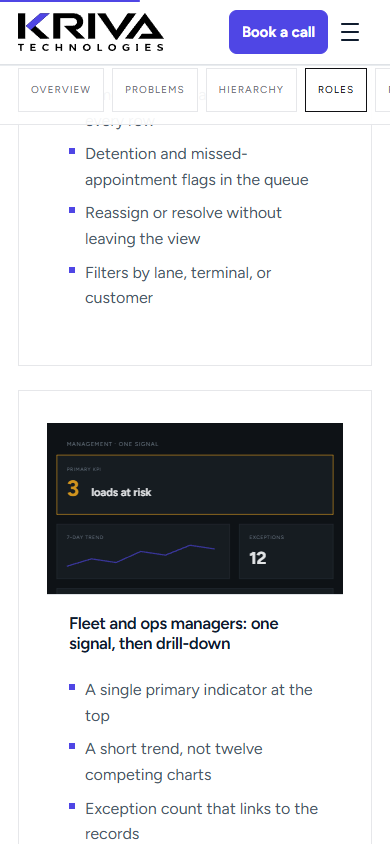 KRIVA
TECHNOLOGIES
Book a call
OVERVIEW
PROBLEMS
HIERARCHY
ROLES
Detention and missed-
appointment flags in the queue
Reassign or resolve without
leaving the view
Filters by lane, terminal, or
customer
MANAGEMENT · ONE SIGNAL
PRIMARY KPI
3 loads at risk
7-DAY TREND
EXCEPTIONS
12
Fleet and ops managers: one
signal, then drill-down
A single primary indicator at the
top
A short trend, not twelve
competing charts
Exception count that links to the
records